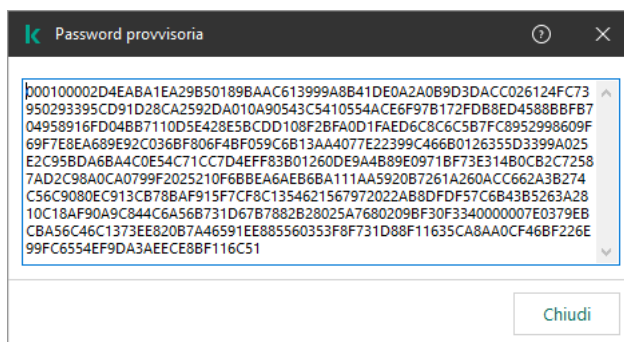 Password provvisoria
000100002D4EABA1EA29B50189BAAC613999A8B41DE0A2A0B9D3DACC026124FC73
950293395CD91D28CA2592DA010A90543C5410554ACE6F97B172FDB8ED4588BBFB7
04958916FD04BB7110D5E428E5BCDD108F2BFA0D1FAED6C8C6C5B7FC8952998609F
69F7E8EA689E92C036BF806F4BF059C6B13AA4077E22399C466B0126355D3399A025
E2C95BDA6BA4C0E54C71CC7D4EFF83B01260DE9A4B89E0971BF73E314B0CB2C7258
7AD2C98A0CA0799F2025210F6BBEA6AEB6BA111AA5920B7261A260ACC662A3B274
C56C9080EC913CB78BAF915F7CF8C1354621567972022AB8DFDF57C6B43B5263A28
10C18AF90A9C844C6A56B731D67B7882B28025A7680209BF30F3340000007E0379EB
CBA56C46C1373EE820B7A46591EE885560353F8F731D88F11635CA8AA0CF46BF226E
99FC6554EF9DA3AEECE8BF116C51
Chiudi